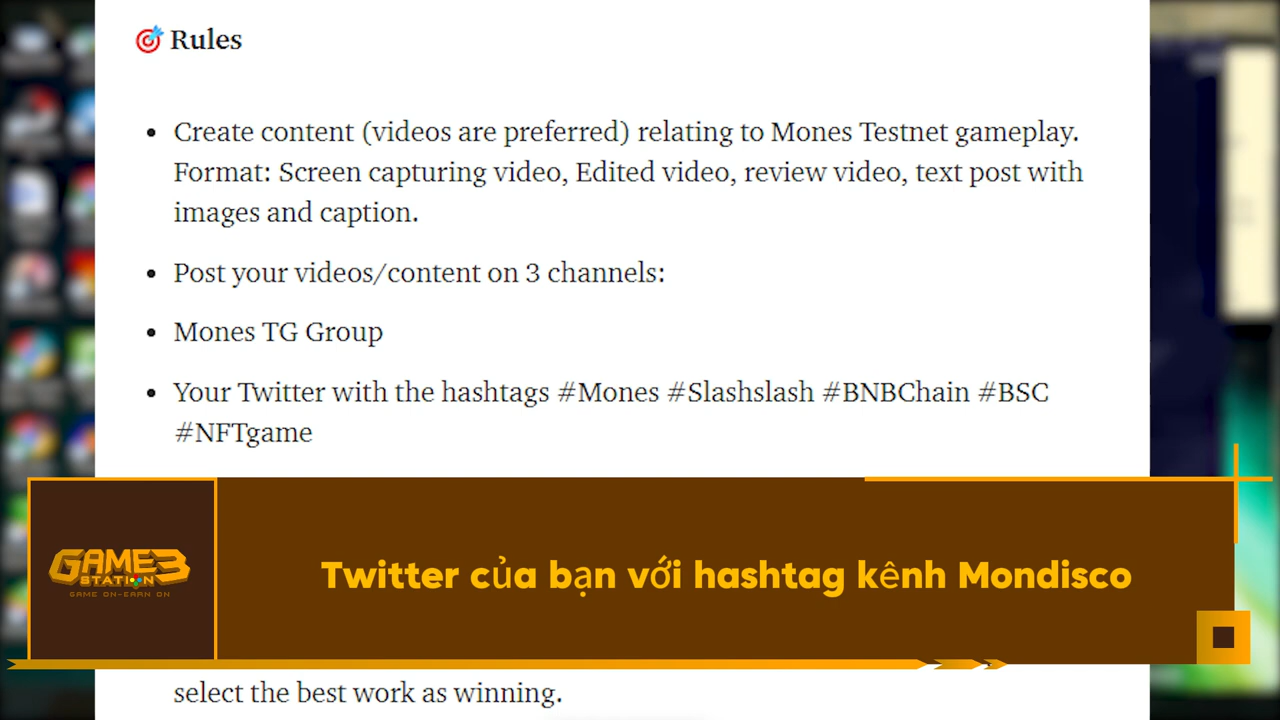 🎯 Rules
• Create content (videos are preferred) relating to Mones Testnet gameplay.
Format: Screen capturing video, Edited video, review video, text post with
images and caption.
• Post your videos/content on 3 channels:
• Mones TG Group
• Your Twitter with the hashtags #Mones #Slashslash #BNBChain #BSC
#NFTgame
GAME3
STATION
GAME ON-EARN ON
Twitter của bạn với hashtag kênh Mondisco
select the best work as winning.